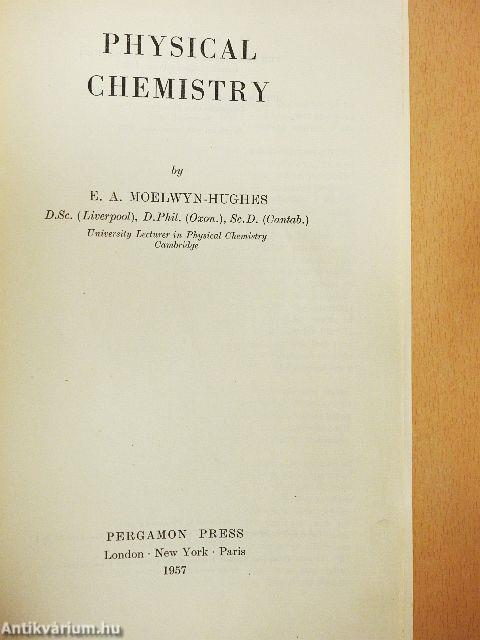 PHYSICAL
CHEMISTRY
by
E. A. MOELWYN-HUGHES
D.Sc. (Liverpool), D.Phil. (Oxon.), Sc.D. (Cantab.)
University Lecturer in Physical Chemistry
Cambridge
PERGAMON PRESS
London · New York · Paris
1957
Antikvárium.hu